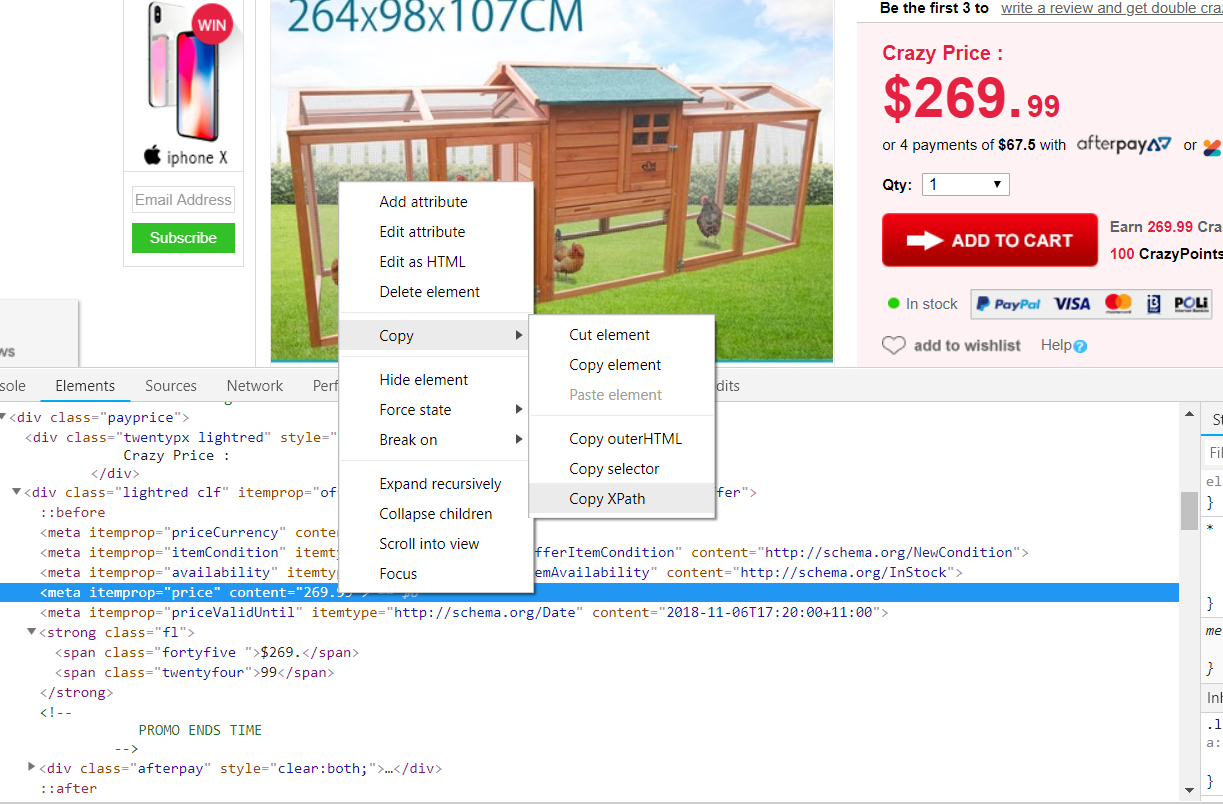 264x98x107CM
WIN
iphone X
Email Address
Subscribe
ws
Be the first 3 to write a review and get double craz
Crazy Price :
$269.99
or 4 payments of $67.5 with afterpay or
Qty: 1
ADD TO CART
Earn 269.99 Cra
100 CrazyPoints
In stock
PayPal VISA mastercard POLi
add to wishlist Help?
Add attribute
Edit attribute
Edit as HTML
Delete element
Copy
Hide element
Force state
Break on
Expand recursively
Collapse children
Scroll into view
Focus
Cut element
Copy element
Paste element
Copy outerHTML
Copy selector
Copy XPath
sole Elements Sources Network Perf dits
<div class="payprice">
<div class="twentypx lightred" style="
Crazy Price :
</div>
<div class="lightred clf" itemprop="of fer">
::before
<meta itemprop="priceCurrency" conte
<meta itemprop="itemCondition" itemty fferItemCondition" content="http://schema.org/NewCondition">
<meta itemprop="availability" itemtyp emAvailability" content="http://schema.org/InStock">
<meta itemprop="price" content="269.99"> == $0
<meta itemprop="priceValidUntil" itemtype="http://schema.org/Date" content="2018-11-06T17:20:00+11:00">
<strong class="fl">
<span class="fortyfive ">$269.</span>
<span class="twentyfour">99</span>
</strong>
<!--
PROMO ENDS TIME
-->
<div class="afterpay" style="clear:both;">…</div>
::after
St
Fil
el
}
*
}
me
}
Inh
.l
a:
}